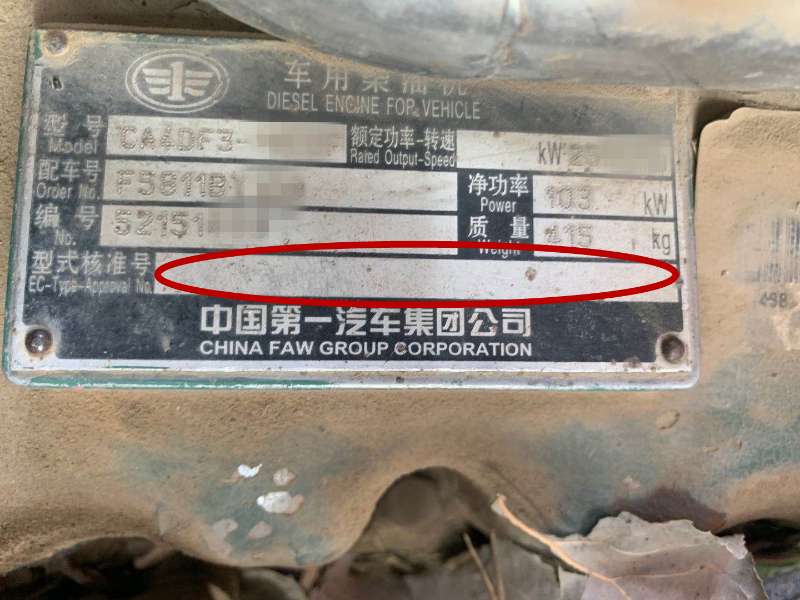 车用柴油机
DIESEL ENGINE FOR VEHICLE
型号 CA4DF3- 额定功率-转速 kW
Model Rated Output-Speed
配车号 F5811B 净功率 103 kW
Order No. Power
编号 52151 质量 415 kg
No. Weight
型式核准号
EC-Type-Approval No.
中国第一汽车集团公司
CHINA FAW GROUP CORPORATION